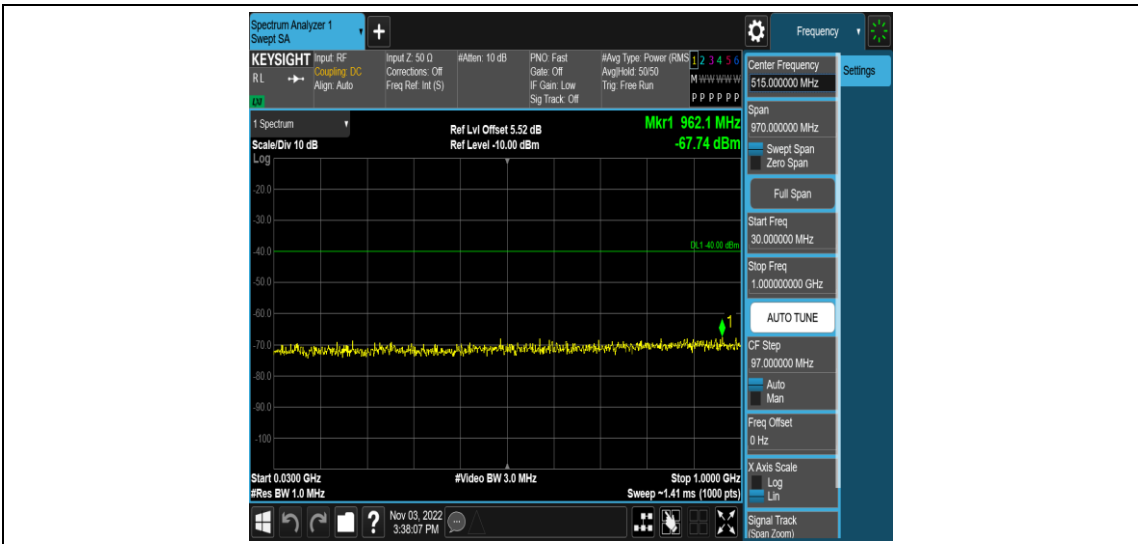 Spectrum Analyzer 1
Swept SA
+
Frequency
KEYSIGHT
RL
LXI
Input: RF
Coupling: DC
Align: Auto
Input Z: 50 Ω
Corrections: Off
Freq Ref: Int (S)
#Atten: 10 dB
PNO: Fast
Gate: Off
IF Gain: Low
Sig Track: Off
#Avg Type: Power (RMS
Avg|Hold: 50/50
Trig: Free Run
1 2 3 4 5 6
M W W W W W
P P P P P P
1 Spectrum
Scale/Div 10 dB
Log
Ref Lvl Offset 5.52 dB
Ref Level -10.00 dBm
Mkr1 962.1 MHz
-67.74 dBm
-20.0
-30.0
-40.0
DL1 -40.00 dBm
-50.0
-60.0
1
-70.0
-80.0
-90.0
-100
Start 0.0300 GHz
#Res BW 1.0 MHz
#Video BW 3.0 MHz
Stop 1.0000 GHz
Sweep ~1.41 ms (1000 pts)
?
Nov 03, 2022
3:38:07 PM
Center Frequency
515.000000 MHz
Settings
Span
970.000000 MHz
Swept Span
Zero Span
Full Span
Start Freq
30.000000 MHz
Stop Freq
1.000000000 GHz
AUTO TUNE
CF Step
97.000000 MHz
Auto
Man
Freq Offset
0 Hz
X Axis Scale
Log
Lin
Signal Track
(Span Zoom)